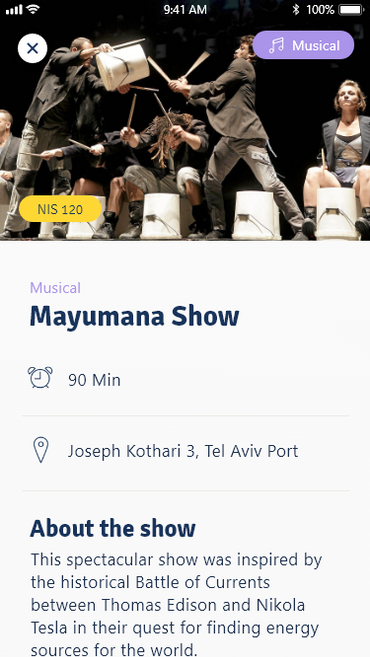 9:41 AM
100%
Musical
NIS 120
Musical
Mayumana Show
90 Min
Joseph Kothari 3, Tel Aviv Port
About the show
This spectacular show was inspired by
the historical Battle of Currents
between Thomas Edison and Nikola
Tesla in their quest for finding energy
sources for the world.